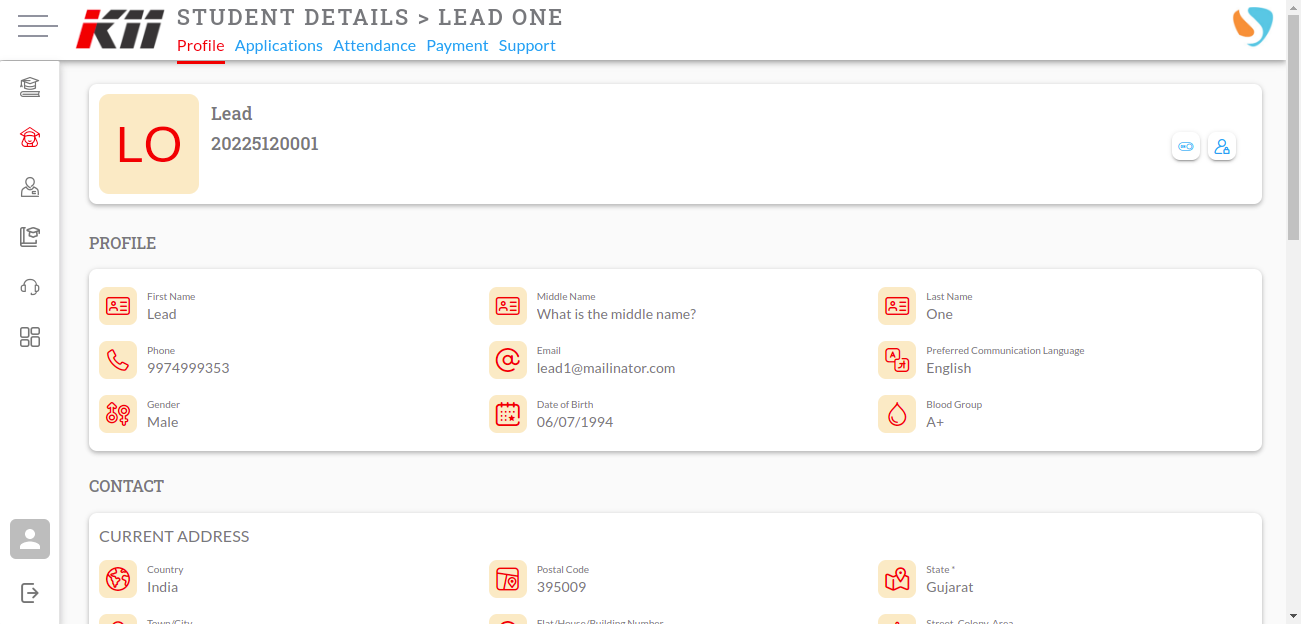 KII
STUDENT DETAILS > LEAD ONE
Profile Applications Attendance Payment Support
LO
Lead
20225120001
PROFILE
First Name
Lead
Middle Name
What is the middle name?
Last Name
One
Phone
9974999353
Email
lead1@mailinator.com
Preferred Communication Language
English
Gender
Male
Date of Birth
06/07/1994
Blood Group
A+
CONTACT
CURRENT ADDRESS
Country
India
Postal Code
395009
State *
Gujarat
Town/City
Flat/House/Building Number
Street, Colony, Area